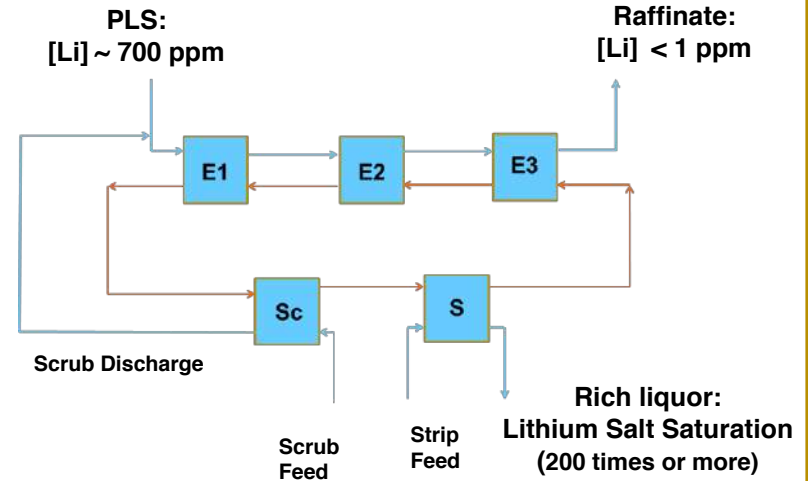 PLS:
[Li] ~ 700 ppm
Raffinate:
[Li] < 1 ppm
E1
E2
E3
Sc
S
Scrub Discharge
Scrub
Feed
Strip
Feed
Rich liquor:
Lithium Salt Saturation
(200 times or more)